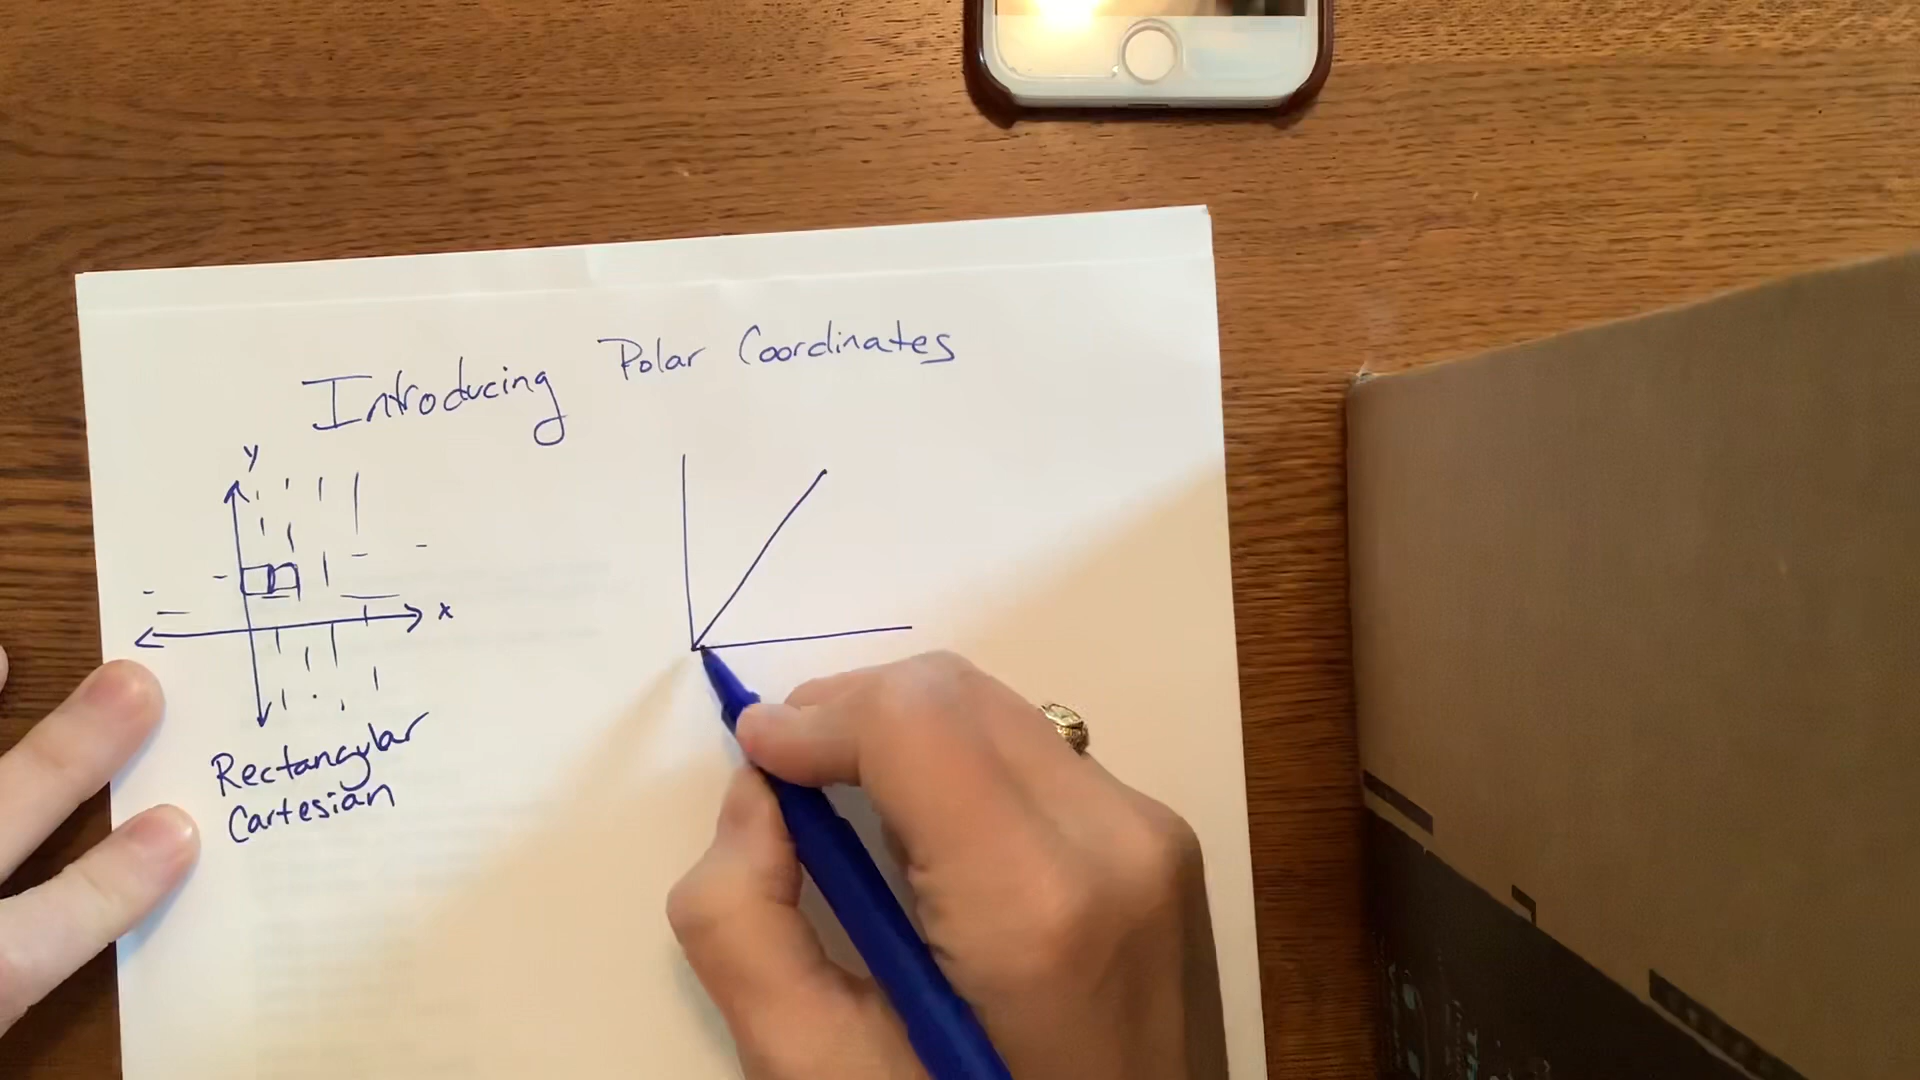 Introducing Polar Coordinates
y
x
Rectangular
Cartesian